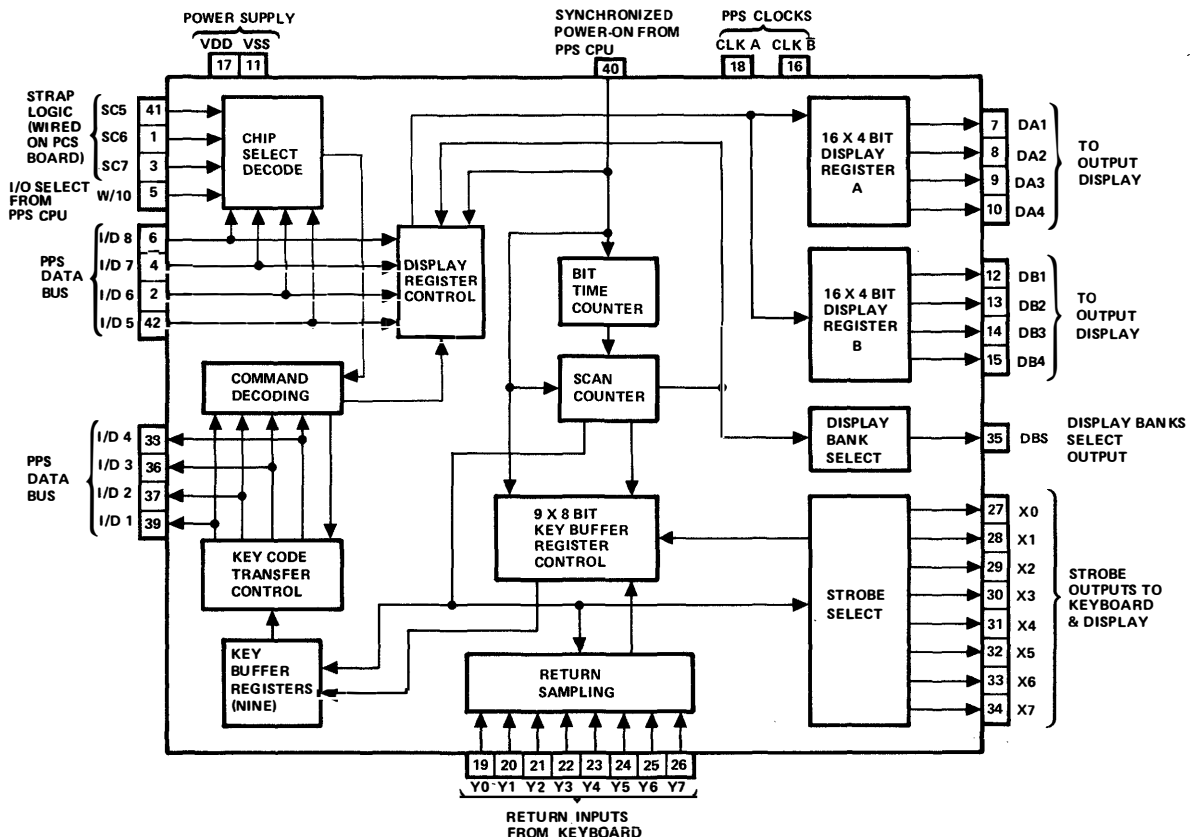 POWER SUPPLY
VDD VSS
17 11
SYNCHRONIZED
POWER-ON FROM
PPS CPU
40
PPS CLOCKS
CLK A CLK B̅
18 16
STRAP
LOGIC
(WIRED
ON PCS
BOARD)
SC5 41
SC6 1
SC7 3
I/O SELECT
FROM
PPS CPU
W/10 5
CHIP
SELECT
DECODE
PPS
DATA
BUS
I/D 8 6
I/D 7 4
I/D 6 2
I/D 5 42
DISPLAY
REGISTER
CONTROL
BIT
TIME
COUNTER
SCAN
COUNTER
16 X 4 BIT
DISPLAY
REGISTER
A
7 DA1
8 DA2
9 DA3
10 DA4
TO
OUTPUT
DISPLAY
16 X 4 BIT
DISPLAY
REGISTER
B
12 DB1
13 DB2
14 DB3
15 DB4
TO
OUTPUT
DISPLAY
COMMAND
DECODING
DISPLAY
BANK
SELECT
35 DBS
DISPLAY BANKS
SELECT
OUTPUT
PPS
DATA
BUS
I/D 4 33
I/D 3 36
I/D 2 37
I/D 1 39
KEY CODE
TRANSFER
CONTROL
9 X 8 BIT
KEY BUFFER
REGISTER
CONTROL
STROBE
SELECT
27 X0
28 X1
29 X2
30 X3
31 X4
32 X5
33 X6
34 X7
STROBE
OUTPUTS TO
KEYBOARD
& DISPLAY
KEY
BUFFER
REGISTERS
(NINE)
RETURN
SAMPLING
19 20 21 22 23 24 25 26
Y0 Y1 Y2 Y3 Y4 Y5 Y6 Y7
RETURN INPUTS
FROM KEYBOARD